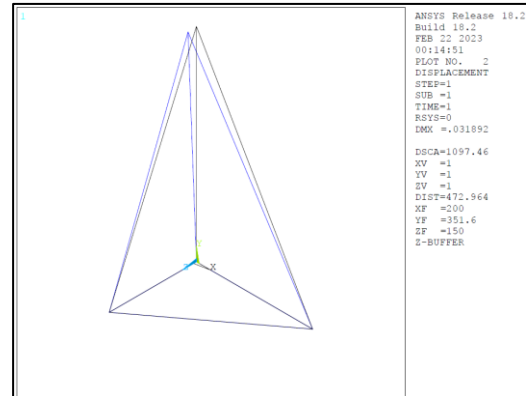 1
ANSYS Release 18.2
Build 18.2
FEB 22 2023
00:14:51
PLOT NO. 2
DISPLACEMENT
STEP=1
SUB =1
TIME=1
RSYS=0
DMX =.031892
DSCA=1097.46
XV =1
YV =1
ZV =1
DIST=472.964
XF =200
YF =351.6
ZF =150
Z-BUFFER
Y
Z X